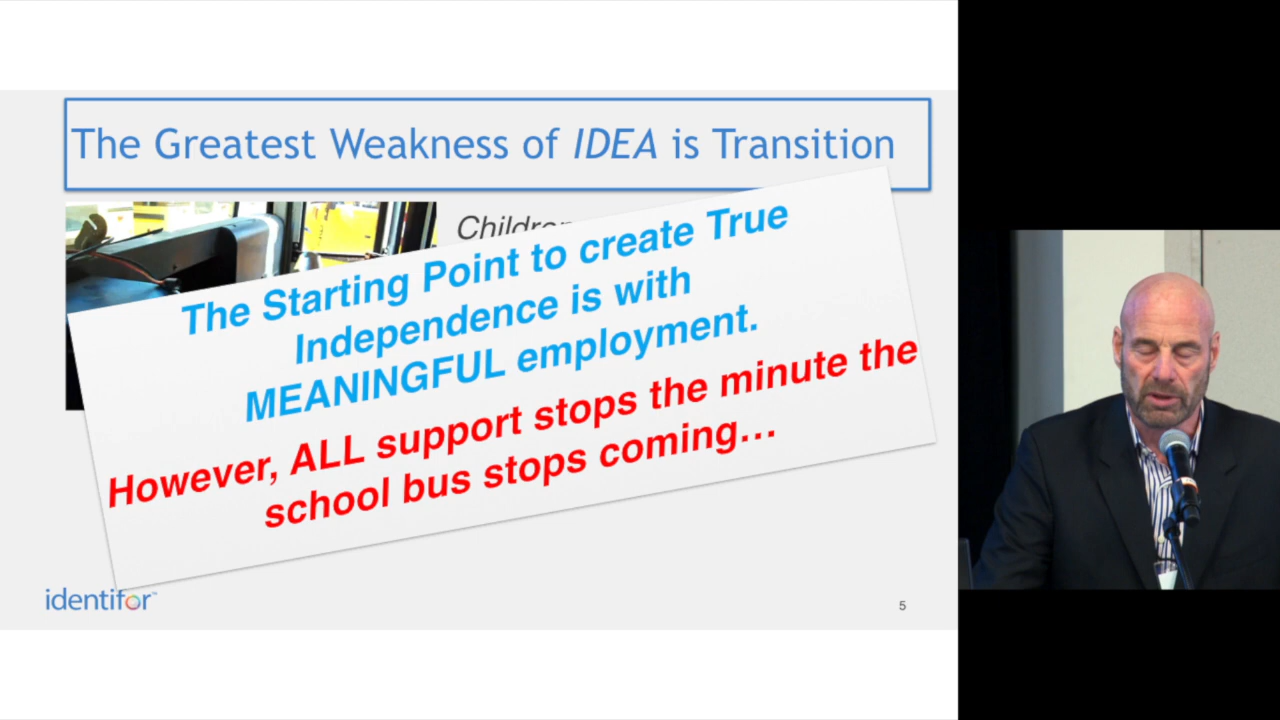 The Greatest Weakness of IDEA is Transition
The Starting Point to create True
Independence is with
MEANINGFUL employment.
However, ALL support stops the minute the
school bus stops coming…
identifor™
5